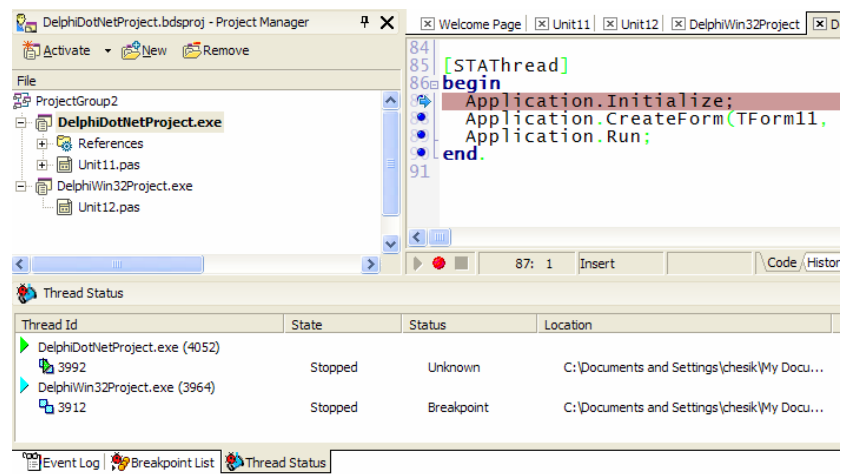 DelphiDotNetProject.bdsproj - Project Manager
Activate New Remove
File
ProjectGroup2
DelphiDotNetProject.exe
References
Unit11.pas
DelphiWin32Project.exe
Unit12.pas
Welcome Page Unit11 Unit12 DelphiWin32Project D
84
85 [STAThread]
86 begin
Application.Initialize;
Application.CreateForm(TForm11,
Application.Run;
end.
91
87: 1 Insert Code Histor
Thread Status
Thread Id State Status Location
DelphiDotNetProject.exe (4052)
3992 Stopped Unknown C:\Documents and Settings\chesik\My Docu...
DelphiWin32Project.exe (3964)
3912 Stopped Breakpoint C:\Documents and Settings\chesik\My Docu...
Event Log Breakpoint List Thread Status